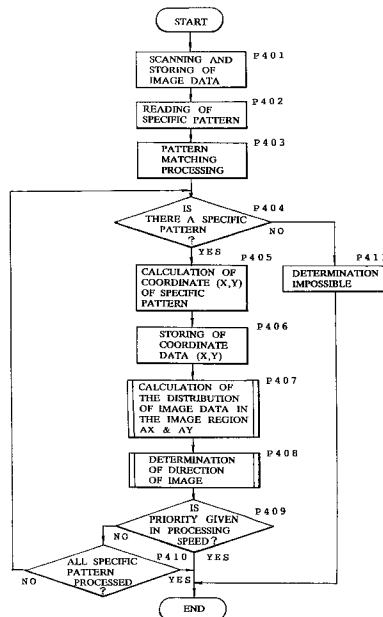 START
P401
SCANNING AND
STORING OF
IMAGE DATA
P402
READING OF
SPECIFIC PATTERN
P403
PATTERN
MATCHING
PROCESSING
P404
IS
THERE A SPECIFIC
PATTERN
?
NO
YES
P405
CALCULATION OF
COORDINATE (X,Y)
OF SPECIFIC
PATTERN
P411
DETERMINATION
IMPOSSIBLE
P406
STORING OF
COORDINATE
DATA (X,Y)
P407
CALCULATION OF
THE DISTRIBUTION
OF IMAGE DATA IN
THE IMAGE REGION
AX & AY
P408
DETERMINATION
OF DIRECTION
OF IMAGE
P409
IS
PRIORITY GIVEN
IN PROCESSING
SPEED?
NO
YES
P410
ALL SPECIFIC
PATTERN
PROCESSED
?
NO
YES
END